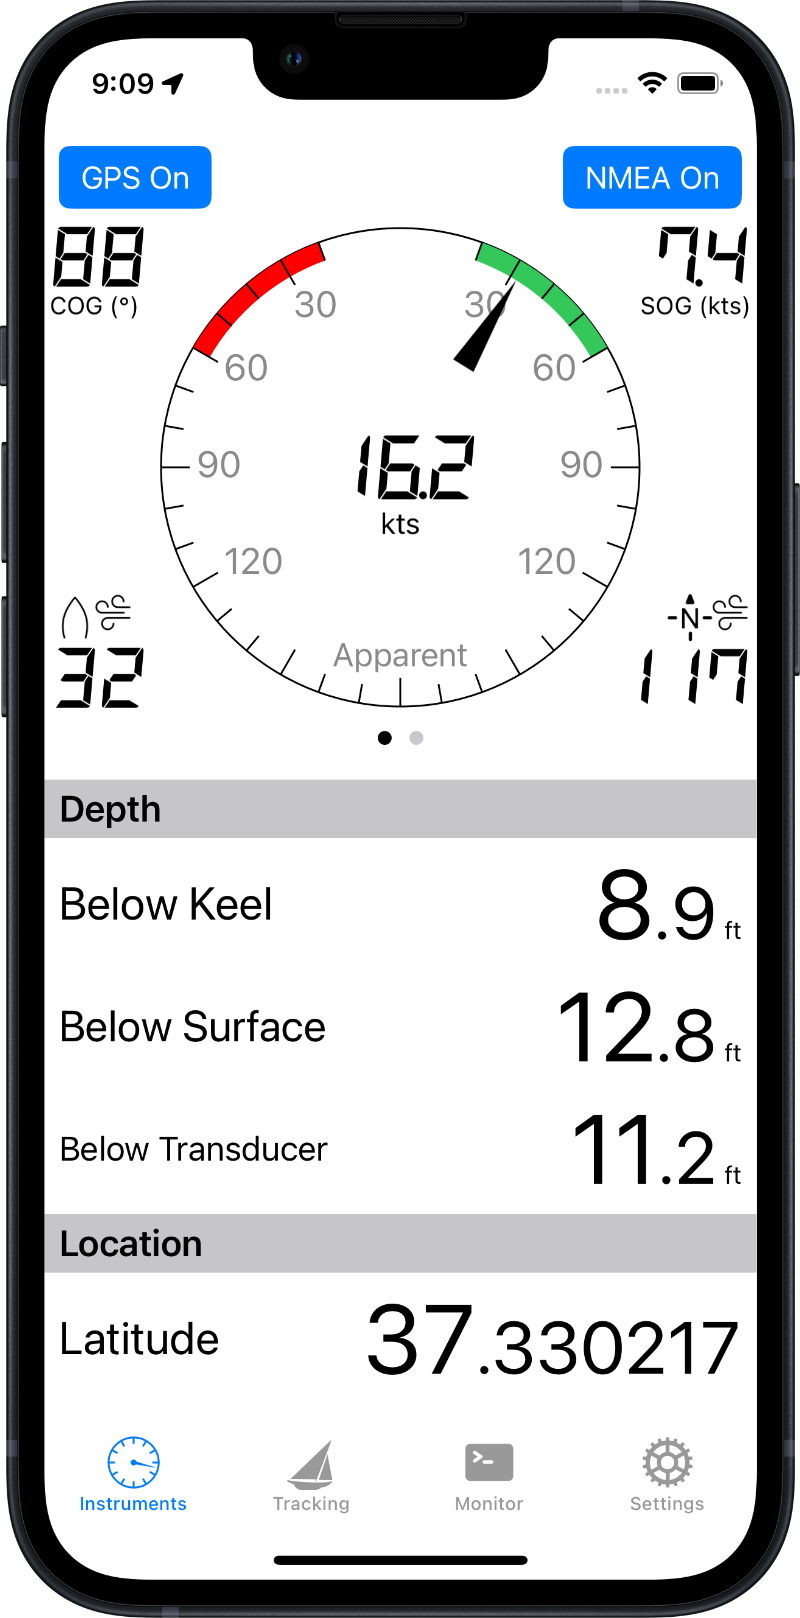 9:09
GPS On
NMEA On
88
7.4
COG (°)
SOG (kts)
30
30
60
60
90
90
16.2
kts
120
120
N
Apparent
32
117
Depth
Below Keel 8.9 ft
Below Surface 12.8 ft
Below Transducer 11.2 ft
Location
Latitude 37.330217
Instruments
Tracking
Monitor
Settings